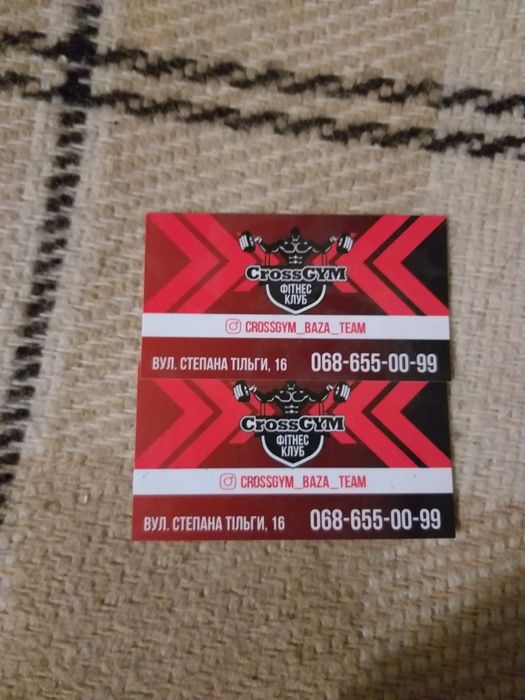 CrossGYM
ФІТНЕС
КЛУБ
CROSSGYM_BAZA_TEAM
ВУЛ. СТЕПАНА ТІЛЬГИ, 16 068-655-00-99
CrossGYM
ФІТНЕС
КЛУБ
CROSSGYM_BAZA_TEAM
ВУЛ. СТЕПАНА ТІЛЬГИ, 16 068-655-00-99